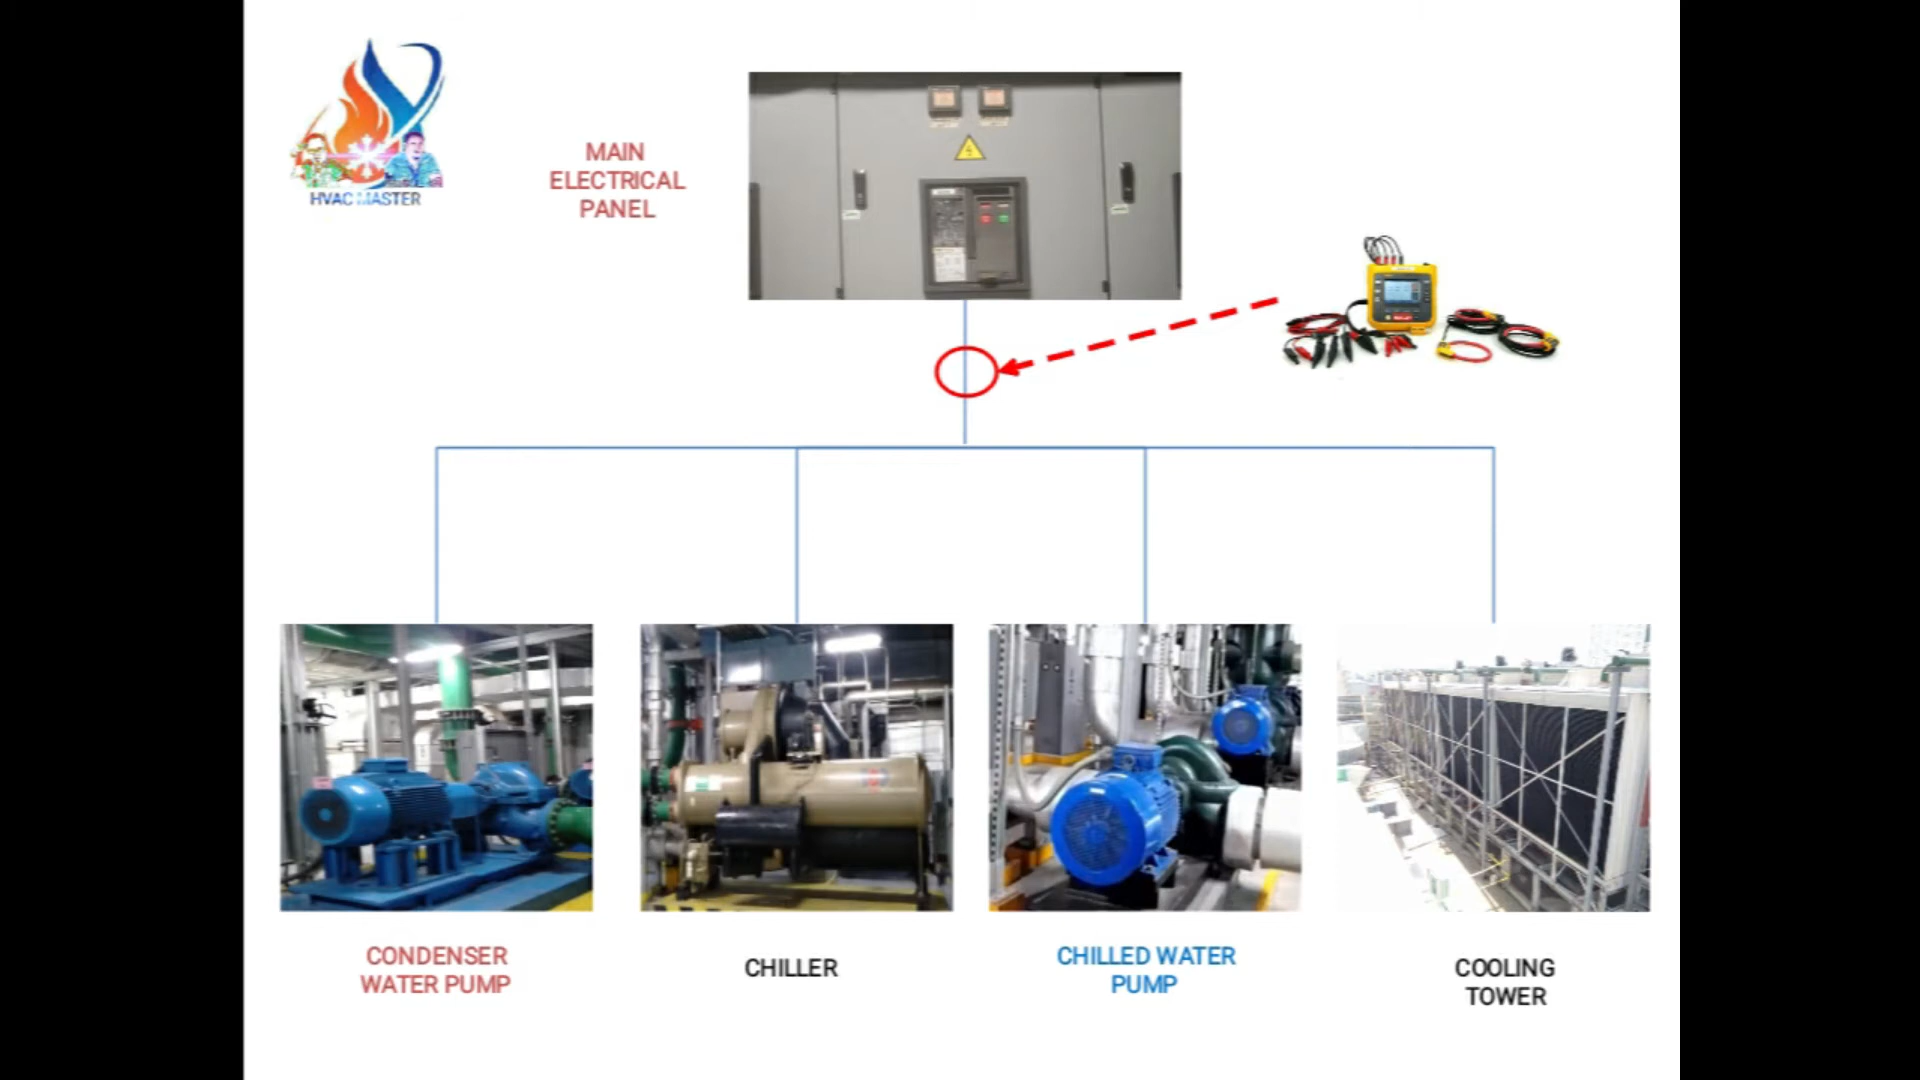 HVAC MASTER
MAIN
ELECTRICAL
PANEL
CONDENSER
WATER PUMP
CHILLER
CHILLED WATER
PUMP
COOLING
TOWER